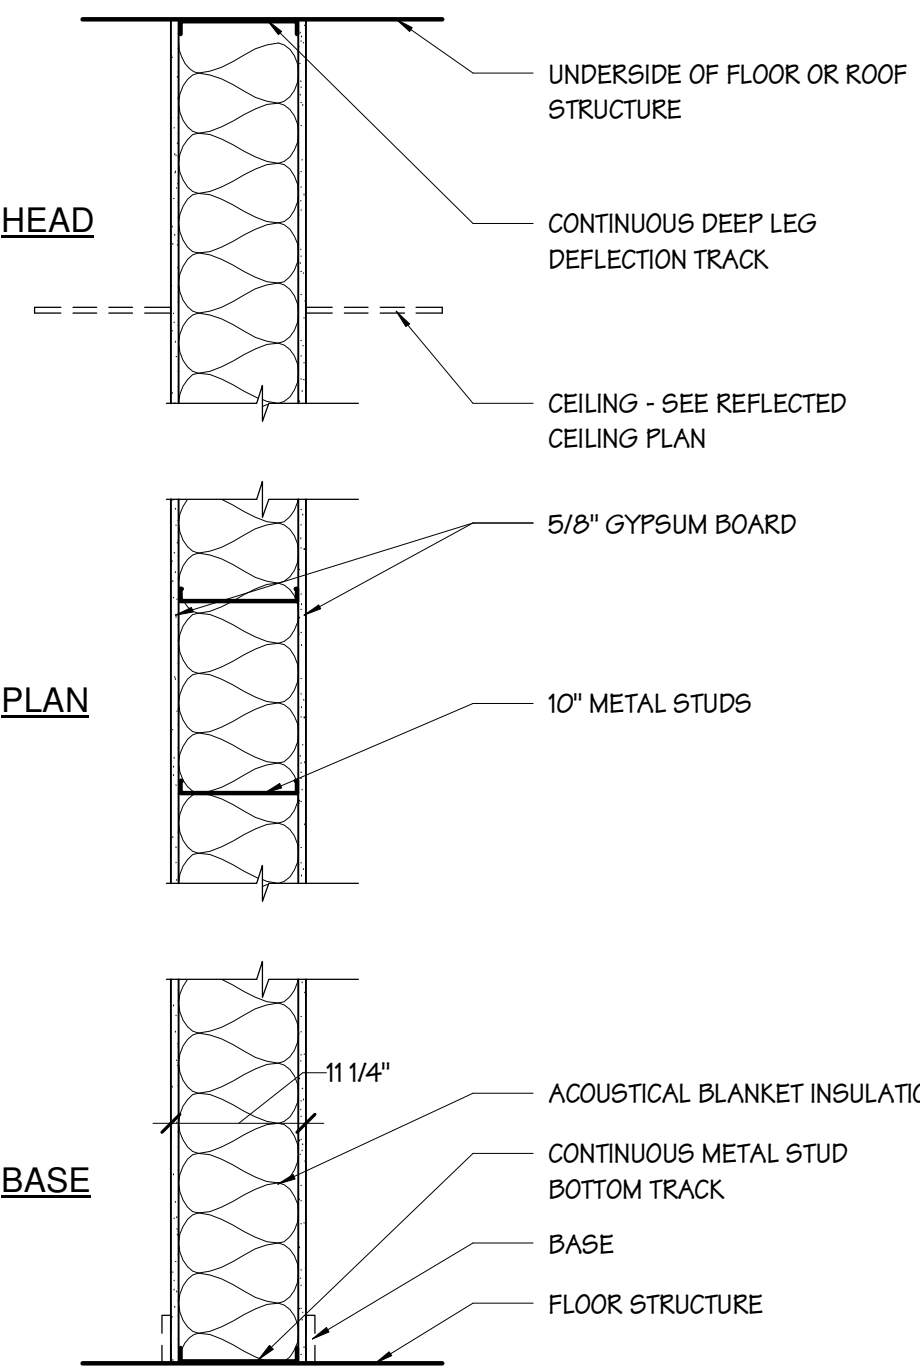 UNDERSIDE OF FLOOR OR ROOF
STRUCTURE
HEAD
CONTINUOUS DEEP LEG
DEFLECTION TRACK
CEILING - SEE REFLECTED
CEILING PLAN
5/8" GYPSUM BOARD
PLAN
10" METAL STUDS
11 1/4"
ACOUSTICAL BLANKET
CONTINUOUS METAL STUD
BOTTOM TRACK
BASE
BASE
FLOOR STRUCTURE